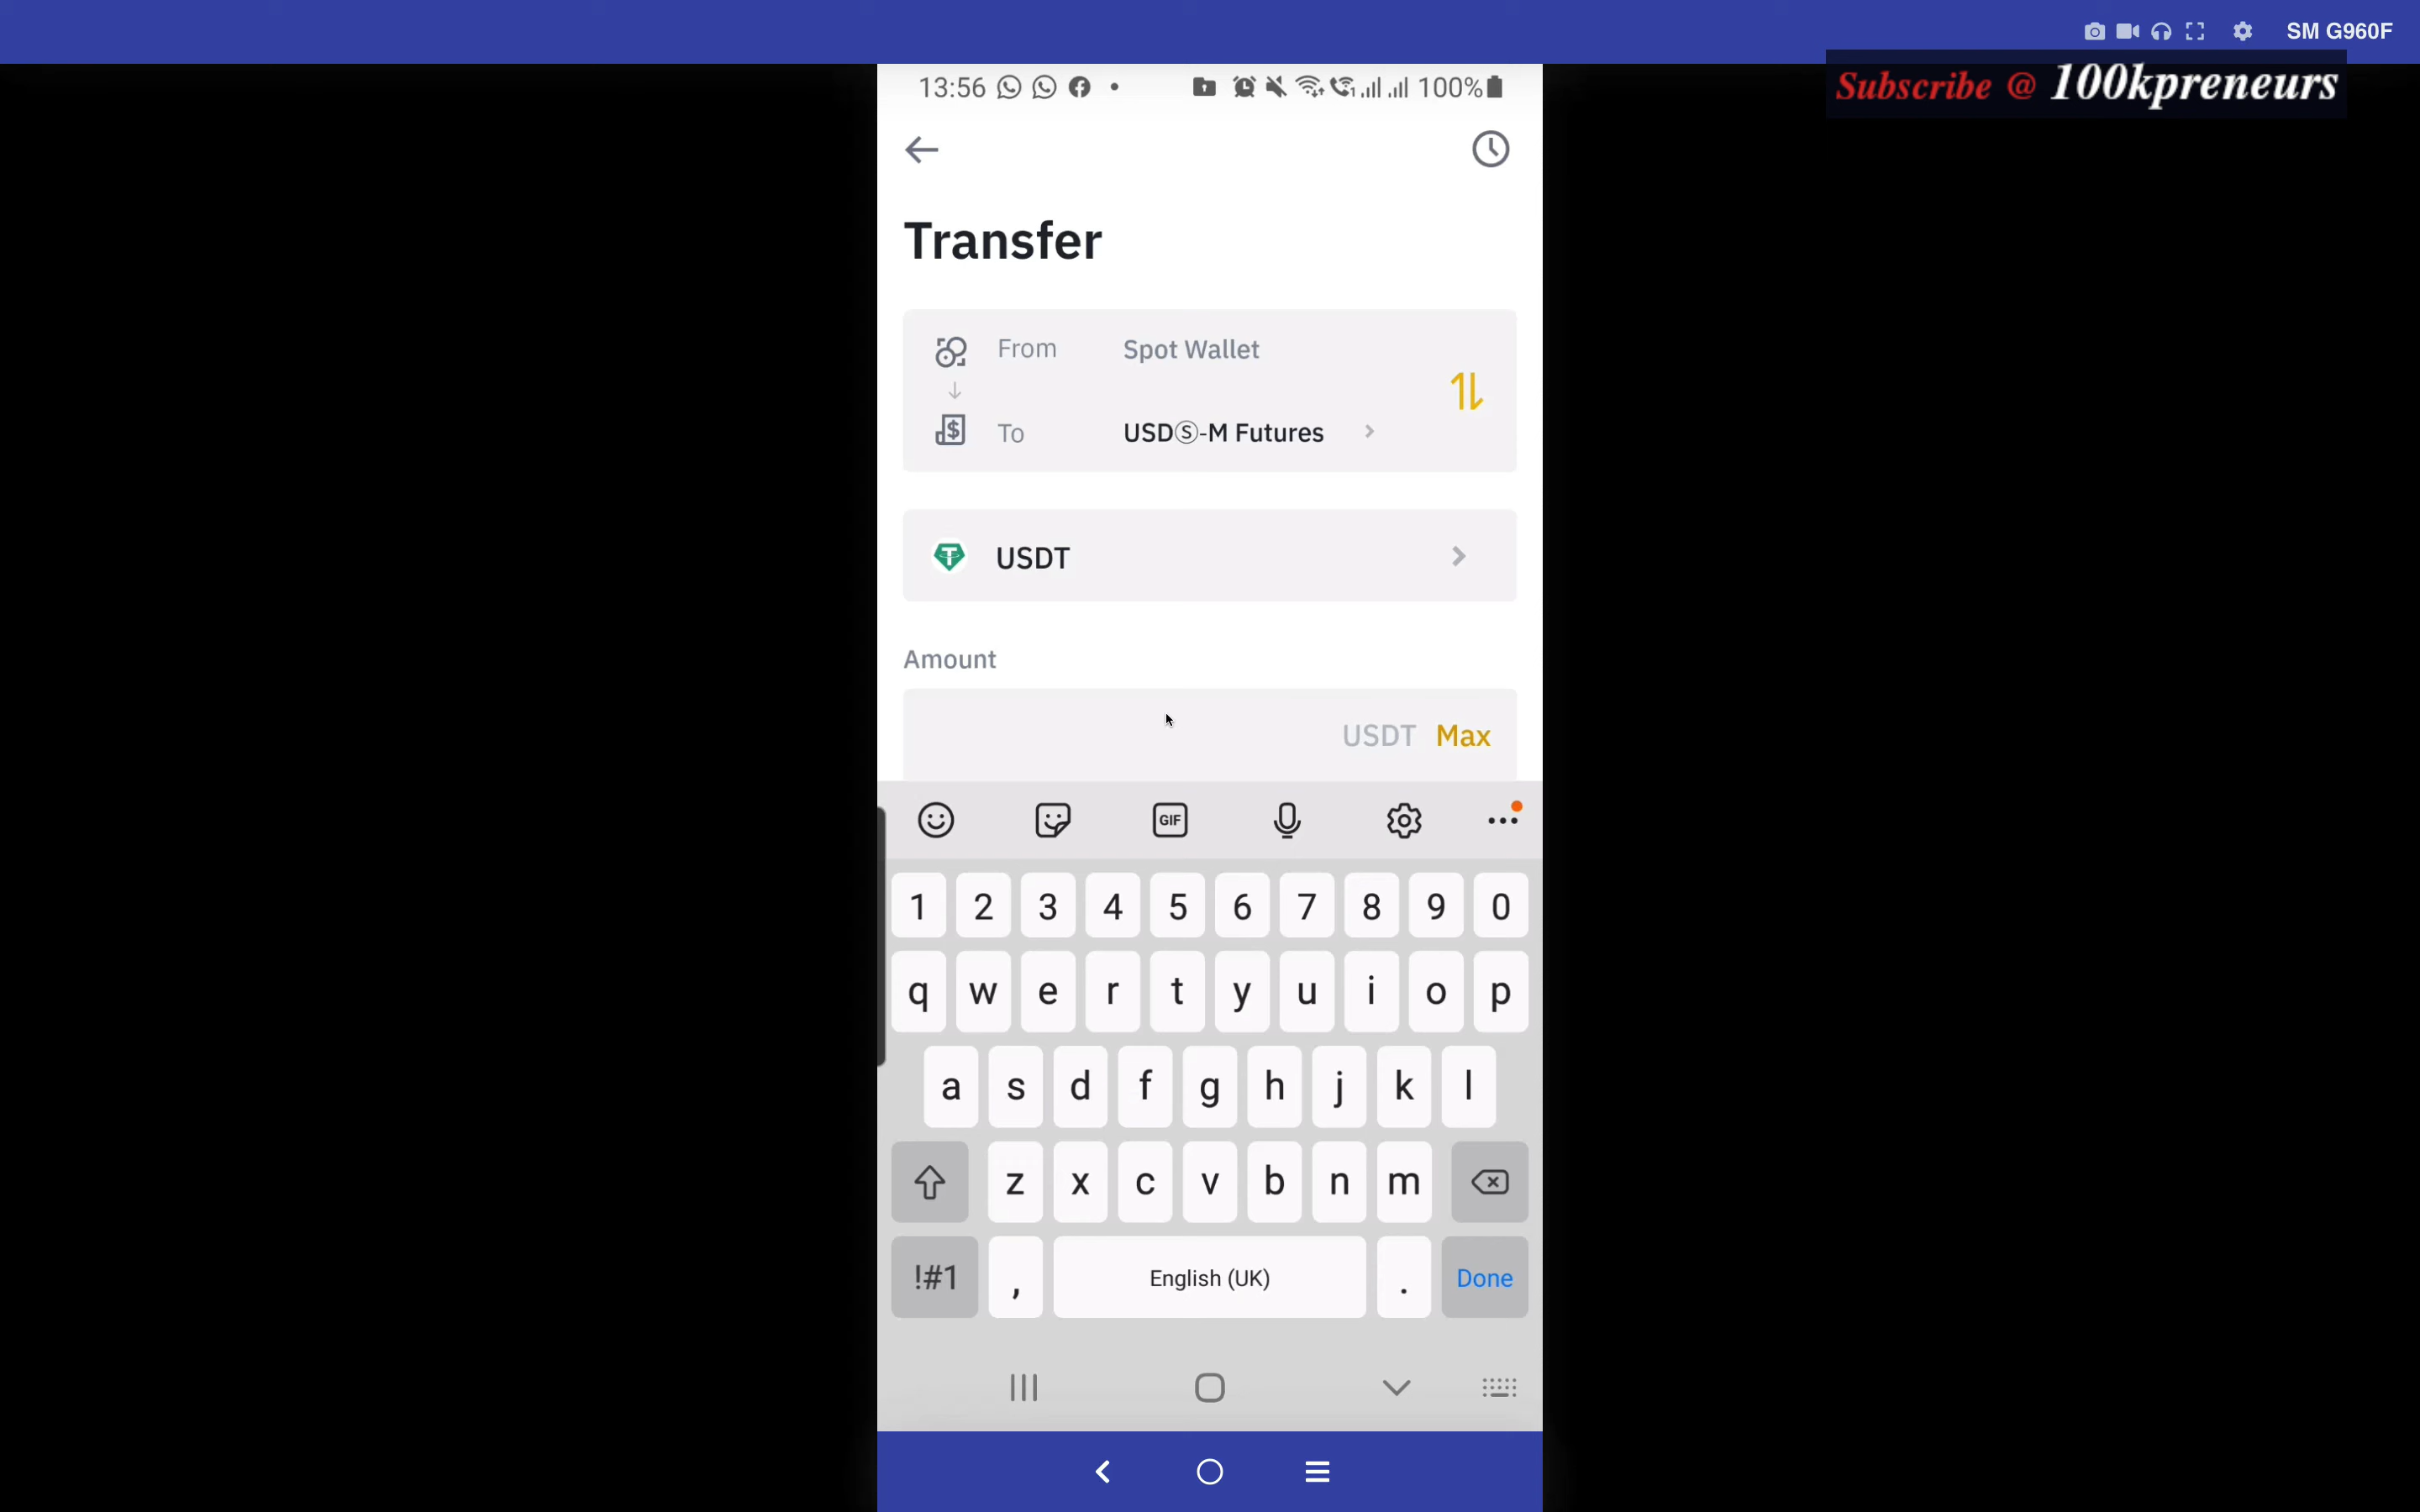 SM G960F
Subscribe @ 100kpreneurs
13:56 100%
Transfer
From Spot Wallet
To USDⓈ-M Futures
USDT
Amount
USDT Max
GIF
1 2 3 4 5 6 7 8 9 0
q w e r t y u i o p
a s d f g h j k l
z x c v b n m
!#1 , English (UK) . Done